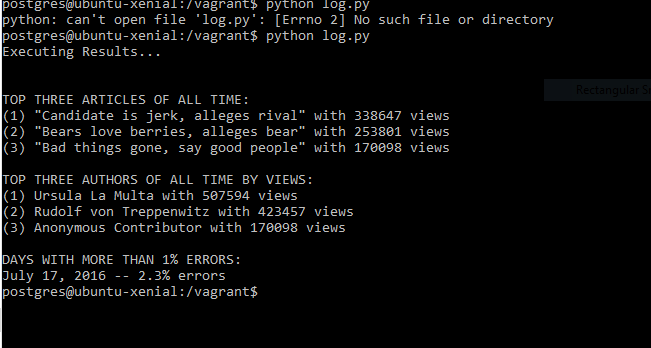 postgres@ubuntu-xenial:/vagrant$ python log.py
python: can't open file 'log.py': [Errno 2] No such file or directory
postgres@ubuntu-xenial:/vagrant$ python log.py
Executing Results...
Rectangular
TOP THREE ARTICLES OF ALL TIME:
(1) "Candidate is jerk, alleges rival" with 338647 views
(2) "Bears love berries, alleges bear" with 253801 views
(3) "Bad things gone, say good people" with 170098 views
TOP THREE AUTHORS OF ALL TIME BY VIEWS:
(1) Ursula La Multa with 507594 views
(2) Rudolf von Treppenwitz with 423457 views
(3) Anonymous Contributor with 170098 views
DAYS WITH MORE THAN 1% ERRORS:
July 17, 2016 -- 2.3% errors
postgres@ubuntu-xenial:/vagrant$